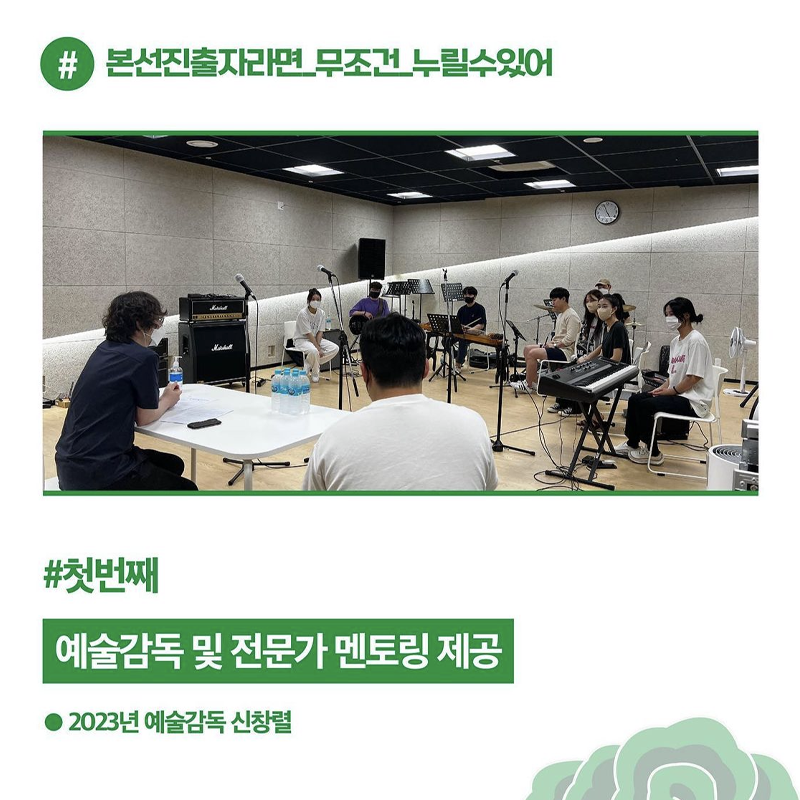 # 본선진출자라면_무조건_누릴수있어
Marshall
Marshall
#첫번째
예술감독 및 전문가 멘토링 제공
● 2023년 예술감독 신창렬